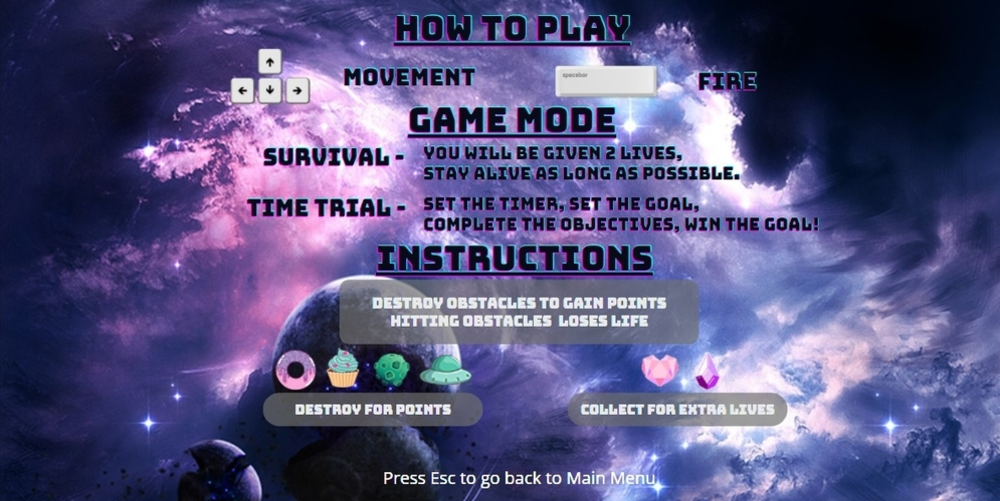 HOW TO PLAY
MOVEMENT
spacebar
FIRE
GAME MODE
SURVIVAL - YOU WILL BE GIVEN 2 LIVES,
STAY ALIVE AS LONG AS POSSIBLE.
TIME TRIAL - SET THE TIMER, SET THE GOAL,
COMPLETE THE OBJECTIVES, WIN THE GOAL!
INSTRUCTIONS
DESTROY OBSTACLES TO GAIN POINTS
HITTING OBSTACLES LOSES LIFE
DESTROY FOR POINTS
COLLECT FOR EXTRA LIVES
Press Esc to go back to Main Menu